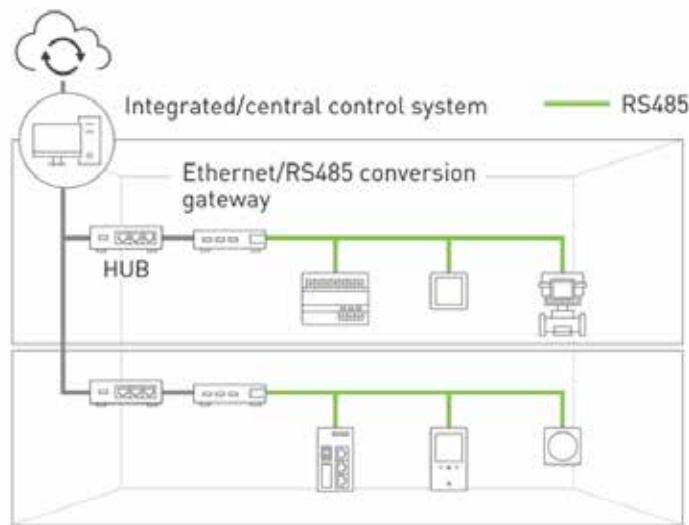 Integrated/central control system
RS485
Ethernet/RS485 conversion
gateway
HUB